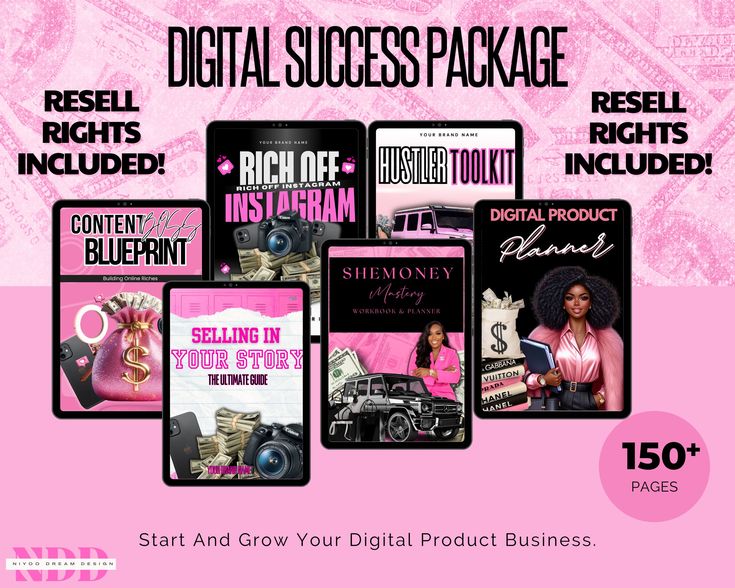 DIGITAL SUCCESS PACKAGE
RESELL
RIGHTS
INCLUDED!
RESELL
RIGHTS
INCLUDED!
YOUR BRAND NAME
RICH OFF
RICH OFF INSTAGRAM
INSTAGRAM
YOUR BRAND NAME
HUSTLER TOOLKIT
CONTENT BOSS
BLUEPRINT
Building Online Riches
SELLING IN
YOUR STORY
THE ULTIMATE GUIDE
YOUR BRAND NAME
SHEMONEY
Mastery
WORKBOOK & PLANNER
DIGITAL PRODUCT
Planner
GABBANA
VUITTON
PRADA
HANEL
HANEL
150+
PAGES
Start And Grow Your Digital Product Business.
NDD
NIYOO DREAM DESIGN